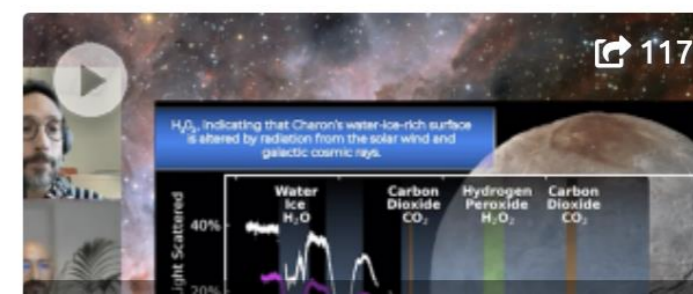 117
H₂O₂, indicating that Charon's water-ice-rich surface
is altered by radiation from the solar wind and
galactic cosmic rays.
Water
Ice
H₂O
Carbon
Dioxide
CO₂
Hydrogen
Peroxide
H₂O₂
Carbon
Dioxide
CO₂
ight Scattered
40%
20%